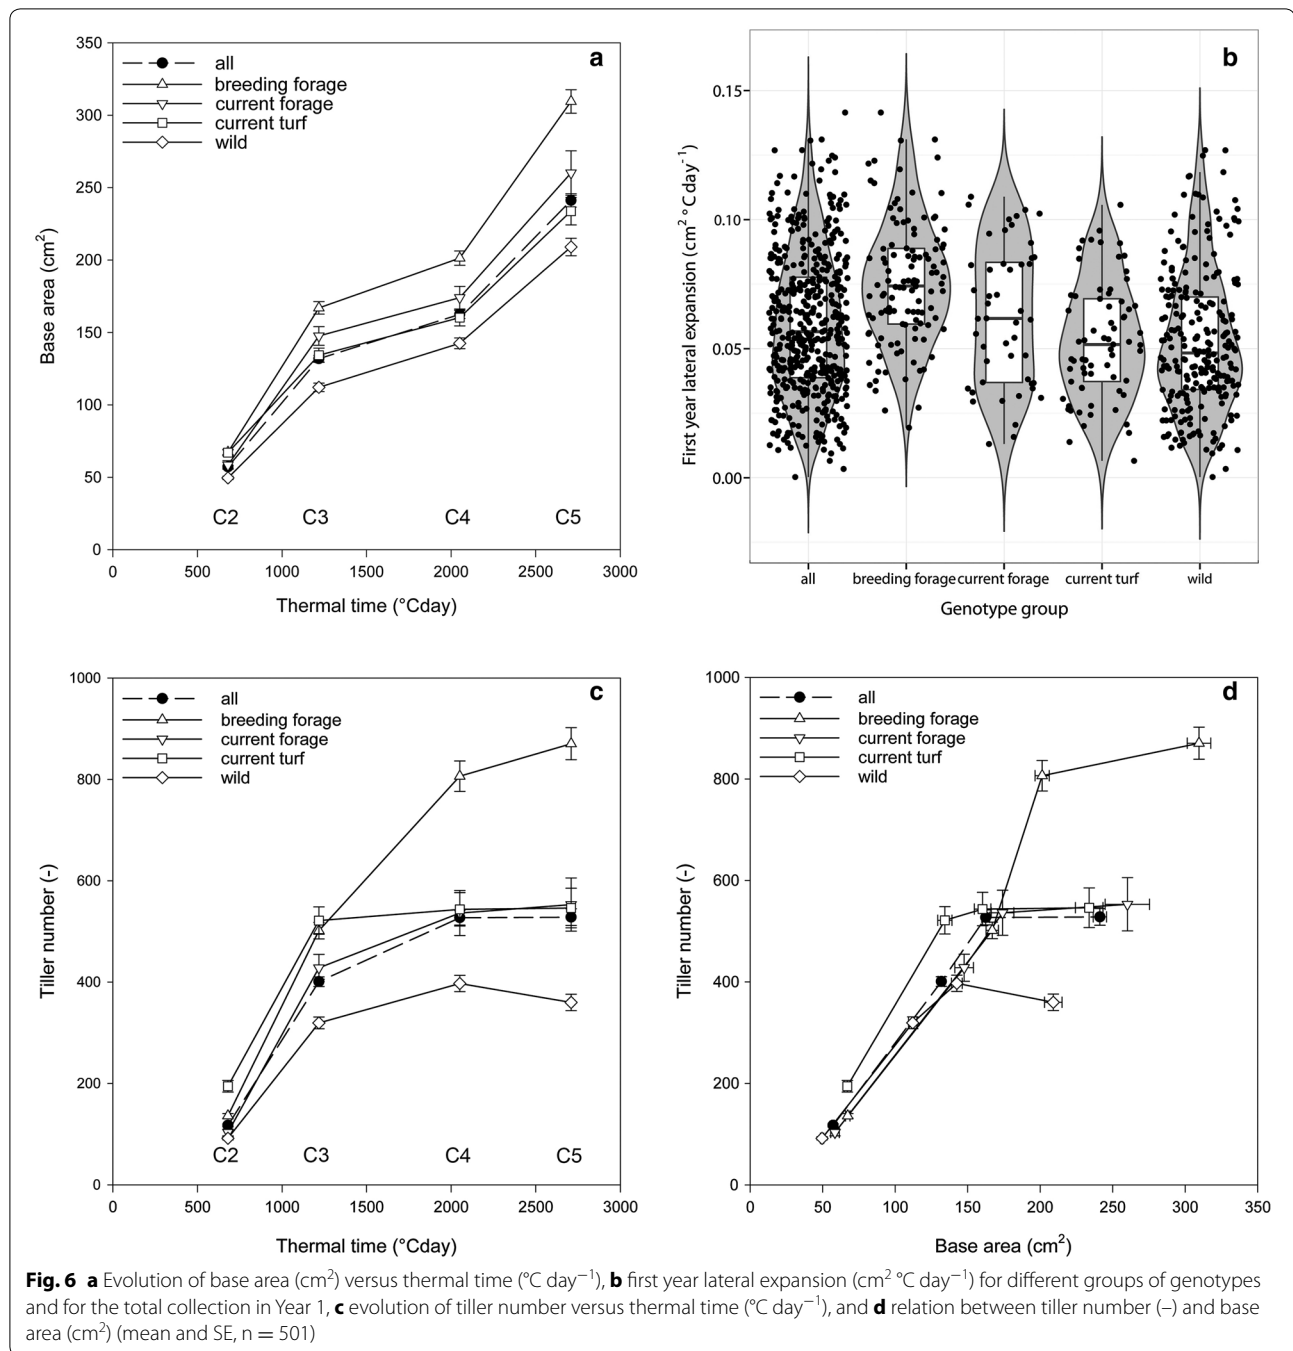 a
all
breeding forage
current forage
current turf
wild
350
300
250
200
150
100
50
0
Base area (cm²)
C2 C3 C4 C5
0 500 1000 1500 2000 2500 3000
Thermal time (°Cday)
b
0.15
0.10
0.05
0.00
First year lateral expansion (cm² °C day⁻¹)
all breeding forage current forage current turf wild
Genotype group
c
all
breeding forage
current forage
current turf
wild
1000
800
600
400
200
0
Tiller number (-)
C2 C3 C4 C5
0 500 1000 1500 2000 2500 3000
Thermal time (°Cday)
d
all
breeding forage
current forage
current turf
wild
1000
800
600
400
200
0
Tiller number (-)
0 50 100 150 200 250 300 350
Base area (cm²)
Fig. 6 a Evolution of base area (cm²) versus thermal time (°C day⁻¹), b first year lateral expansion (cm² °C day⁻¹) for different groups of genotypes
and for the total collection in Year 1, c evolution of tiller number versus thermal time (°C day⁻¹), and d relation between tiller number (–) and base
area (cm²) (mean and SE, n = 501)